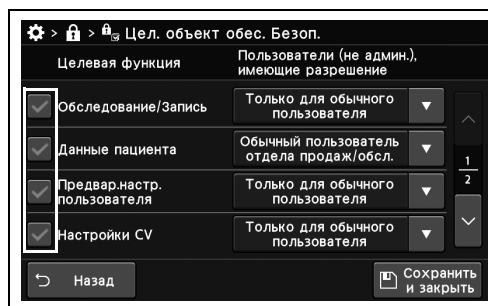 > > Цел. объект обес. Безоп.
Целевая функция
Пользователи (не админ.),
имеющие разрешение
Обследование/Запись
Только для обычного
пользователя
Данные пациента
Обычный пользователь
отдела продаж/обсл.
Предвар.настр.
пользователя
Только для обычного
пользователя
Настройки CV
Только для обычного
пользователя
1
2
Назад
Сохранить
и закрыть